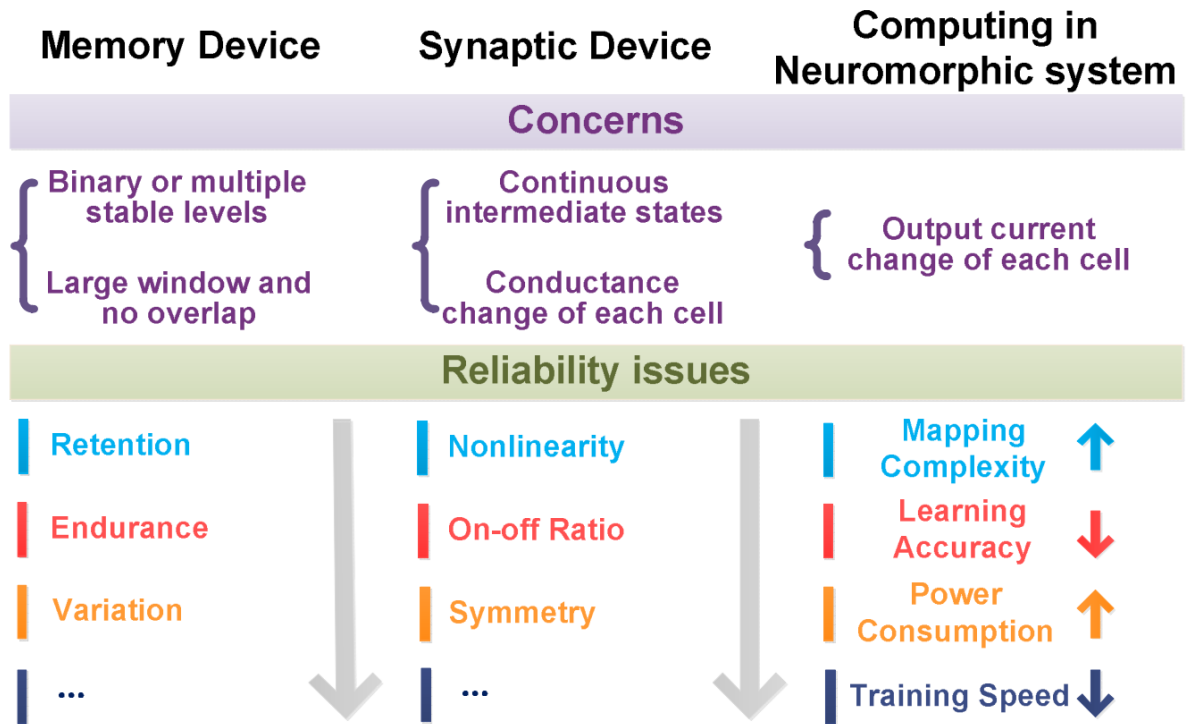 Memory Device
Synaptic Device
Computing in
Neuromorphic system
Concerns
Binary or multiple
stable levels
Large window and
no overlap
Continuous
intermediate states
Conductance
change of each cell
Output current
change of each cell
Reliability issues
Retention
Endurance
Variation
...
Nonlinearity
On-off Ratio
Symmetry
...
Mapping
Complexity
Learning
Accuracy
Power
Consumption
Training Speed